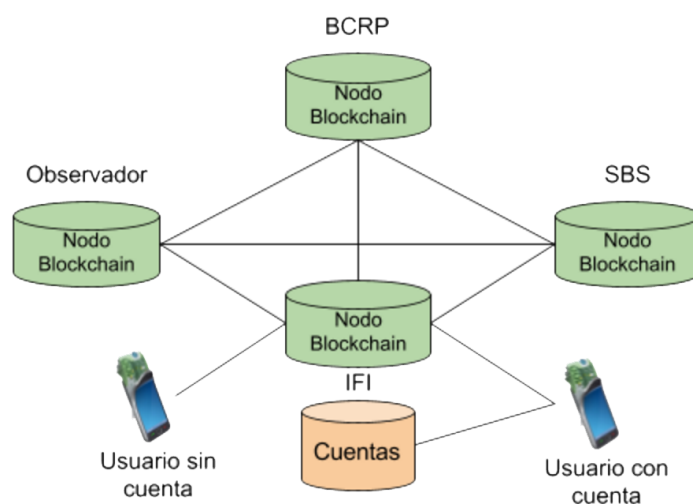 BCRP
Nodo
Blockchain
Observador
SBS
Nodo
Blockchain
Nodo
Blockchain
Nodo
Blockchain
IFI
Cuentas
Usuario sin
cuenta
Usuario con
cuenta